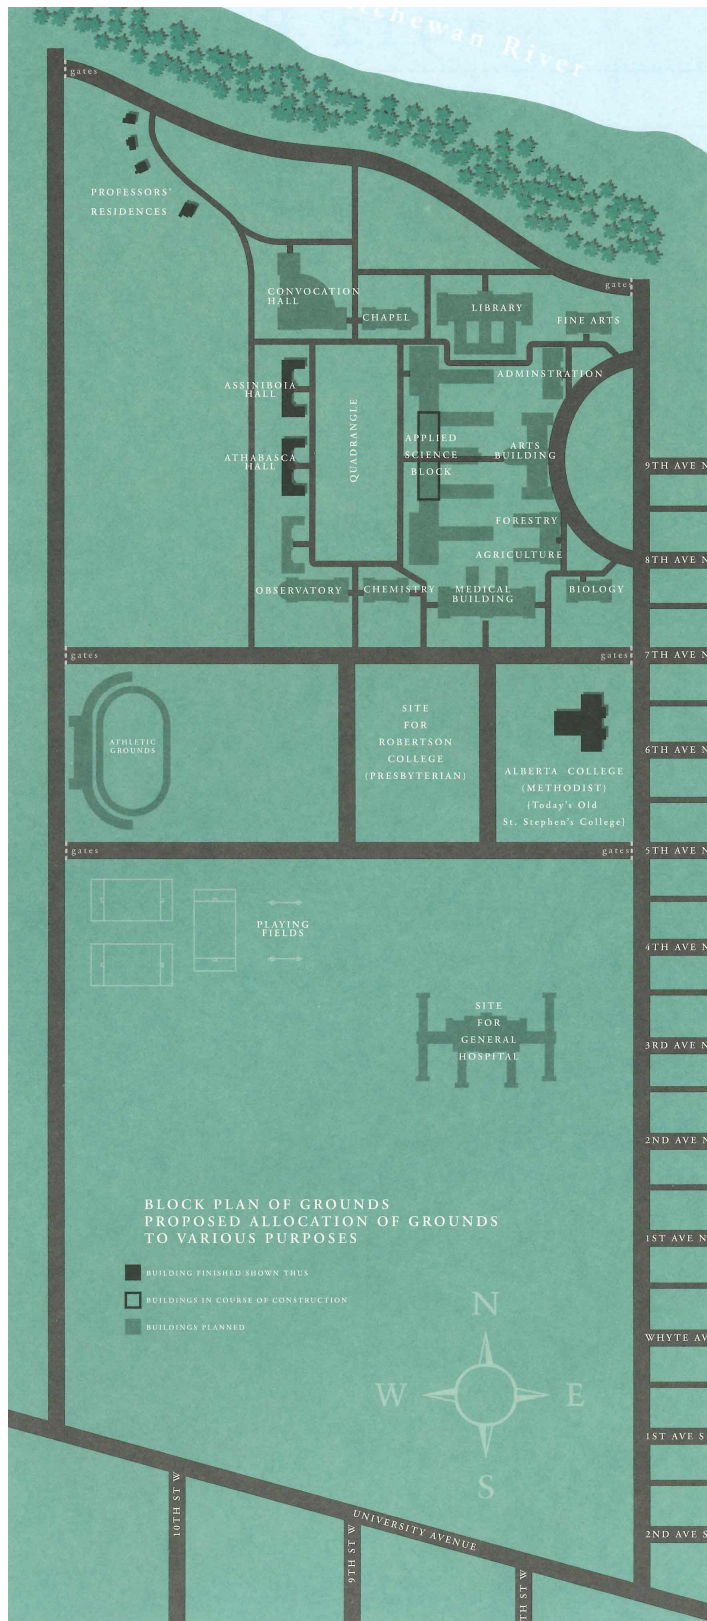 River
gates
PROFESSORS'
RESIDENCES
gates
CONVOCATION
HALL
CHAPEL
LIBRARY
FINE ARTS
ADMINSTRATION
ASSINIBOIA
HALL
QUADRANGLE
APPLIED
SCIENCE
BLOCK
ARTS
BUILDING
ATHABASCA
HALL
9TH AVE N
FORESTRY
AGRICULTURE
8TH AVE N
OBSERVATORY
CHEMISTRY
MEDICAL
BUILDING
BIOLOGY
gates
gates
7TH AVE N
ATHLETIC
GROUNDS
SITE
FOR
ROBERTSON
COLLEGE
(PRESBYTERIAN)
6TH AVE N
ALBERTA COLLEGE
(METHODIST)
(Today's Old
St. Stephen's College)
gates
gates
5TH AVE N
PLAYING
FIELDS
4TH AVE N
SITE
FOR
GENERAL
HOSPITAL
3RD AVE N
2ND AVE N
BLOCK PLAN OF GROUNDS
PROPOSED ALLOCATION OF GROUNDS
TO VARIOUS PURPOSES
1ST AVE N
BUILDING FINISHED SHOWN THUS
BUILDINGS IN COURSE OF CONSTRUCTION
BUILDINGS PLANNED
N
W
E
S
WHYTE AV
1ST AVE S
2ND AVE S
10TH ST W
9TH ST W
UNIVERSITY AVENUE
TH ST W